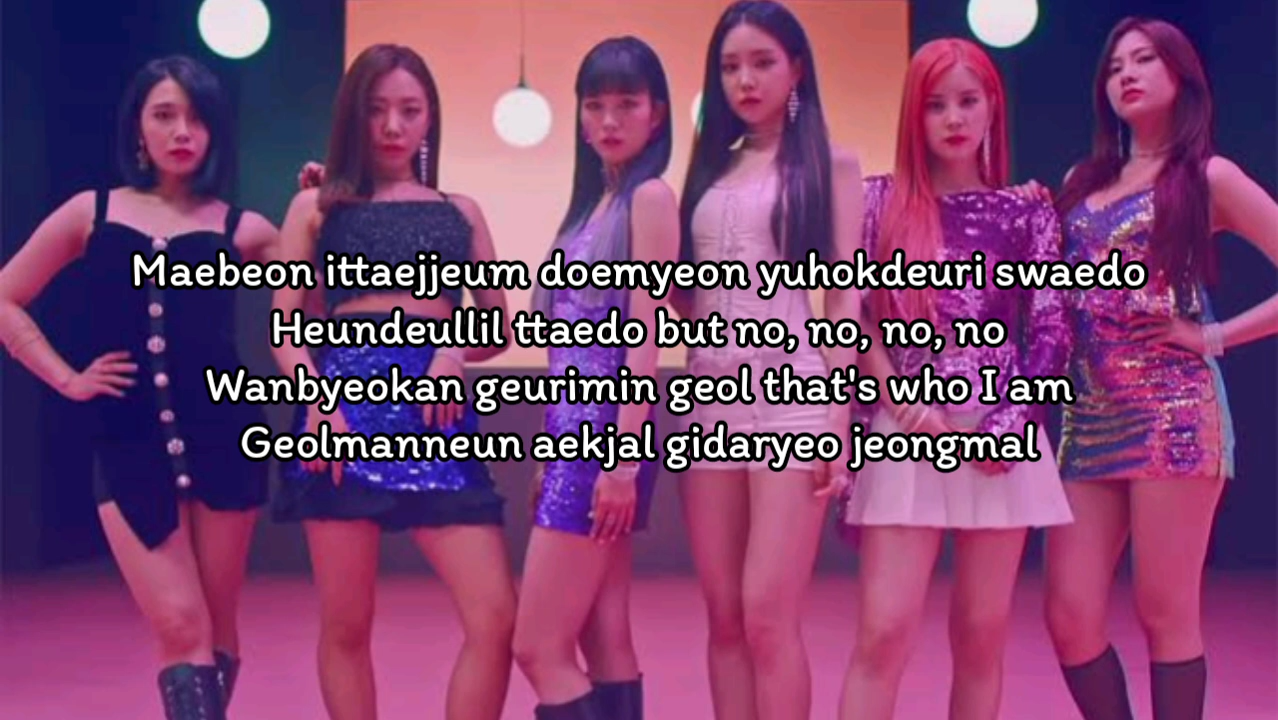 Maebeon ittaejjeum doemyeon yuhokdeuri swaedo
Heundeullil ttaedo but no, no, no, no
Wanbyeokan geurimin geol that's who I am
Geolmanneun aekjal gidaryeo jeongmal